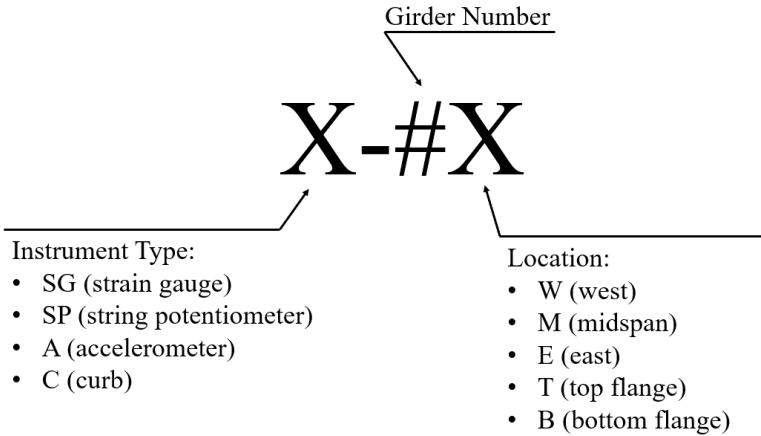 Girder Number
X-#X
Instrument Type:
• SG (strain gauge)
• SP (string potentiometer)
• A (accelerometer)
• C (curb)
Location:
• W (west)
• M (midspan)
• E (east)
• T (top flange)
• B (bottom flange)